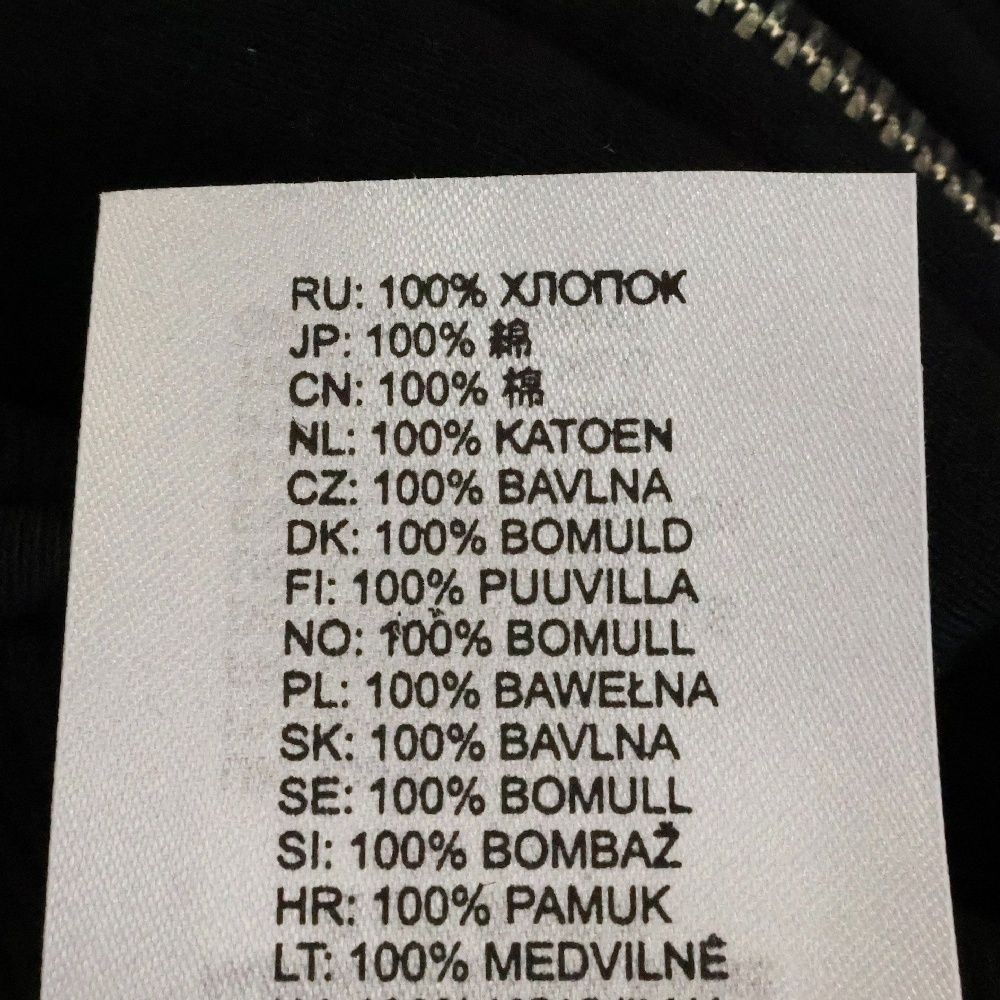 RU: 100% ХЛОПОК
JP: 100% 綿
CN: 100% 棉
NL: 100% KATOEN
CZ: 100% BAVLNA
DK: 100% BOMULD
FI: 100% PUUVILLA
NO: 100% BOMULL
PL: 100% BAWEŁNA
SK: 100% BAVLNA
SE: 100% BOMULL
SI: 100% BOMBAŽ
HR: 100% PAMUK
LT: 100% MEDVILNĖ